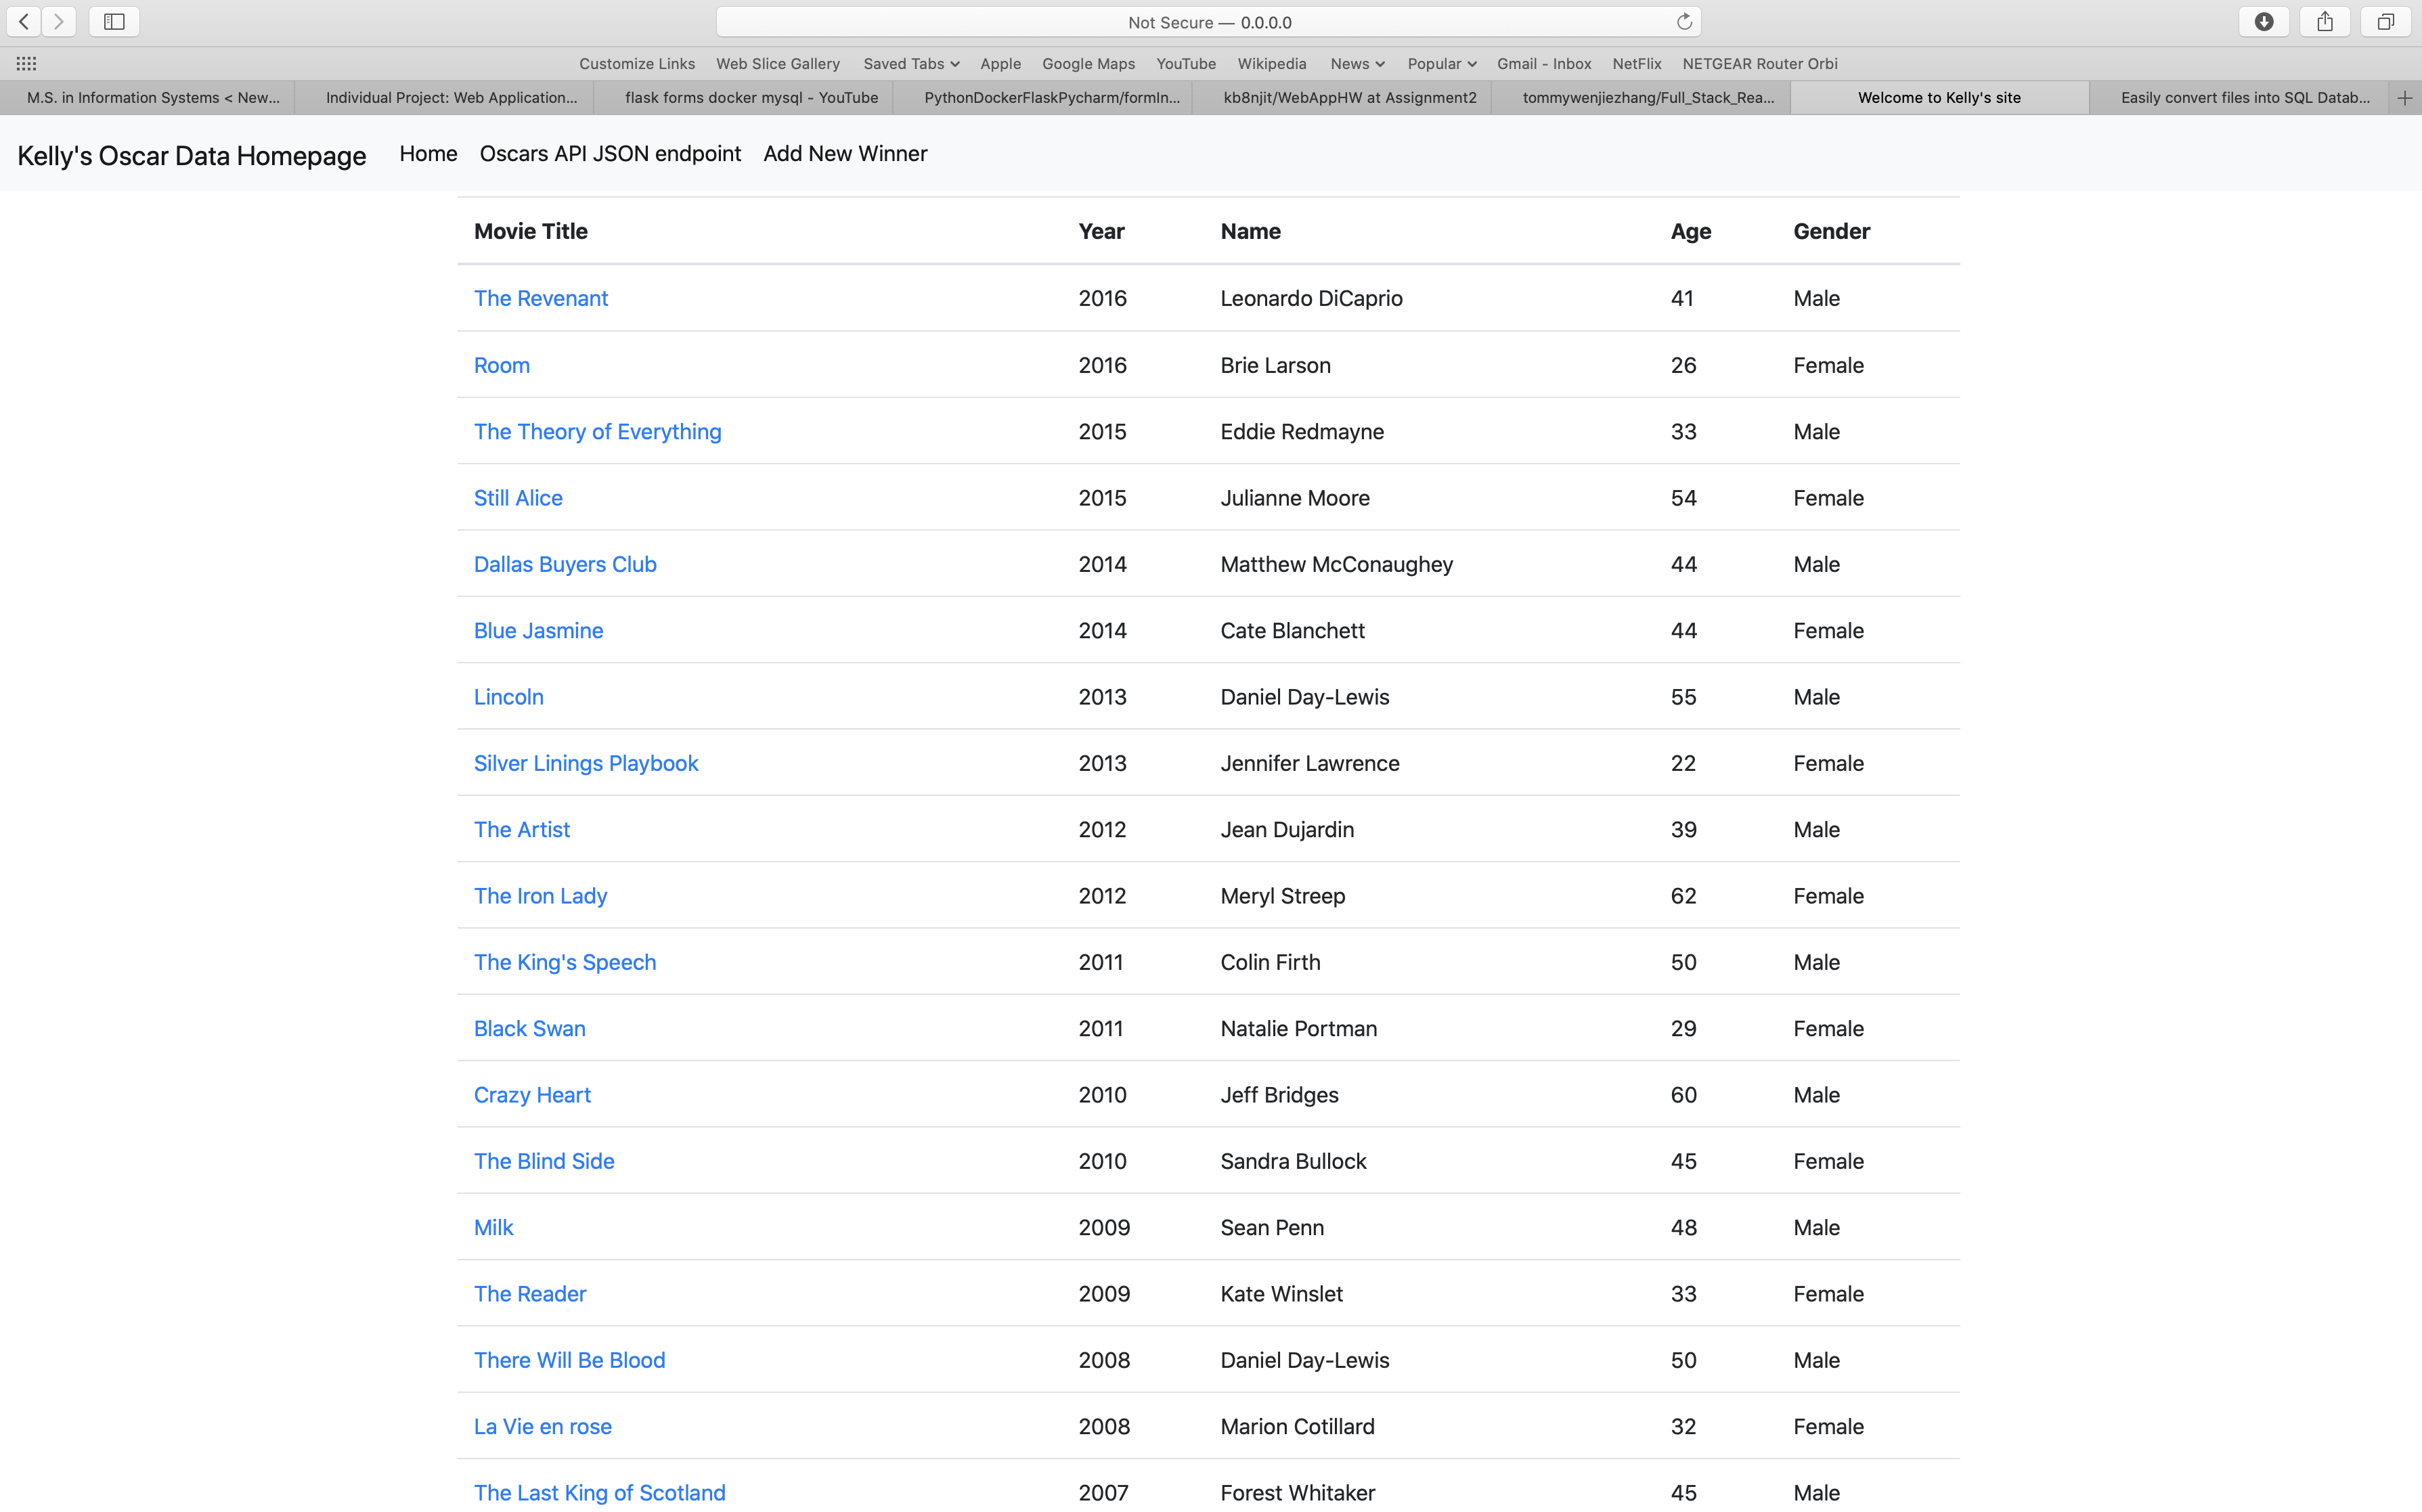 Not Secure — 0.0.0.0
Customize Links Web Slice Gallery Saved Tabs Apple Google Maps YouTube Wikipedia News Popular Gmail - Inbox NetFlix NETGEAR Router Orbi
M.S. in Information Systems < New... Individual Project: Web Application... flask forms docker mysql - YouTube PythonDockerFlaskPycharm/formIn... kb8njit/WebAppHW at Assignment2 tommywenjiezhang/Full_Stack_Rea... Welcome to Kelly's site Easily convert files into SQL Datab...
Kelly's Oscar Data Homepage Home Oscars API JSON endpoint Add New Winner
Movie Title Year Name Age Gender
The Revenant 2016 Leonardo DiCaprio 41 Male
Room 2016 Brie Larson 26 Female
The Theory of Everything 2015 Eddie Redmayne 33 Male
Still Alice 2015 Julianne Moore 54 Female
Dallas Buyers Club 2014 Matthew McConaughey 44 Male
Blue Jasmine 2014 Cate Blanchett 44 Female
Lincoln 2013 Daniel Day-Lewis 55 Male
Silver Linings Playbook 2013 Jennifer Lawrence 22 Female
The Artist 2012 Jean Dujardin 39 Male
The Iron Lady 2012 Meryl Streep 62 Female
The King's Speech 2011 Colin Firth 50 Male
Black Swan 2011 Natalie Portman 29 Female
Crazy Heart 2010 Jeff Bridges 60 Male
The Blind Side 2010 Sandra Bullock 45 Female
Milk 2009 Sean Penn 48 Male
The Reader 2009 Kate Winslet 33 Female
There Will Be Blood 2008 Daniel Day-Lewis 50 Male
La Vie en rose 2008 Marion Cotillard 32 Female
The Last King of Scotland 2007 Forest Whitaker 45 Male